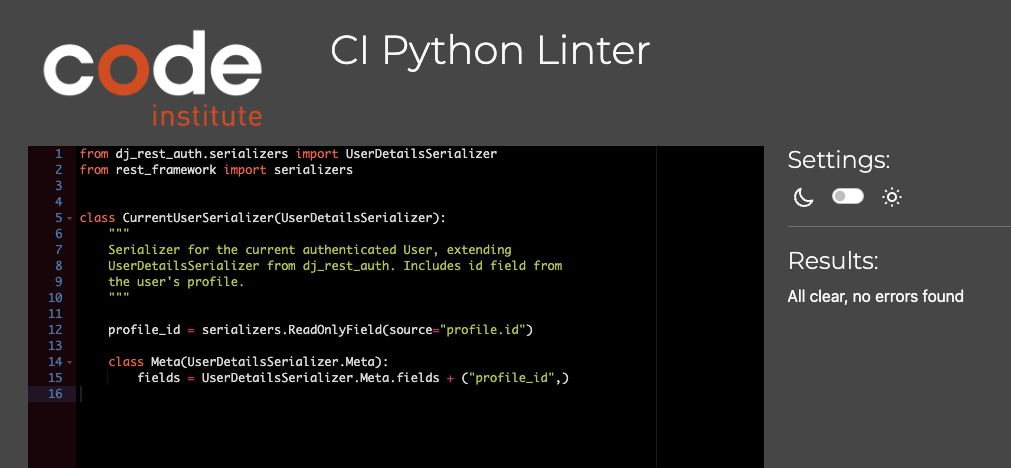 code
institute
CI Python Linter
1 from dj_rest_auth.serializers import UserDetailsSerializer
2 from rest_framework import serializers
3
4
5 class CurrentUserSerializer(UserDetailsSerializer):
6     """
7     Serializer for the current authenticated User, extending
8     UserDetailsSerializer from dj_rest_auth. Includes id field from
9     the user's profile.
10     """
11
12     profile_id = serializers.ReadOnlyField(source="profile.id")
13
14     class Meta(UserDetailsSerializer.Meta):
15         fields = UserDetailsSerializer.Meta.fields + ("profile_id",)
16
Settings:
Results:
All clear, no errors found